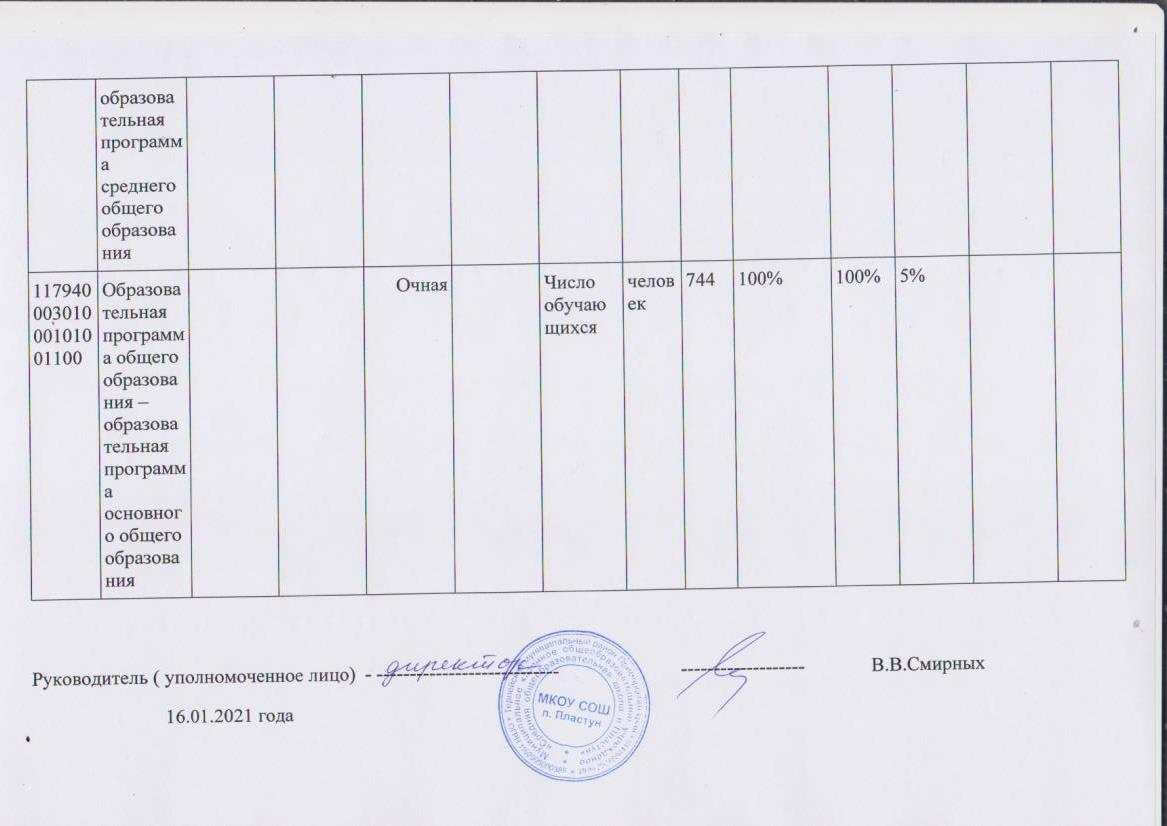 образова
тельная
программ
а
среднего
общего
образова
ния
117940
003010
001010
01100
Образова
тельная
программ
а общего
образова
ния –
образова
тельная
программ
а
основног
о общего
образова
ния
Очная
Число
обучаю
щихся
челов
ек
744
100%
100%
5%
Руководитель ( уполномоченное лицо) - директор
В.В.Смирных
16.01.2021 года
МКОУ СОШ
п. Пластун